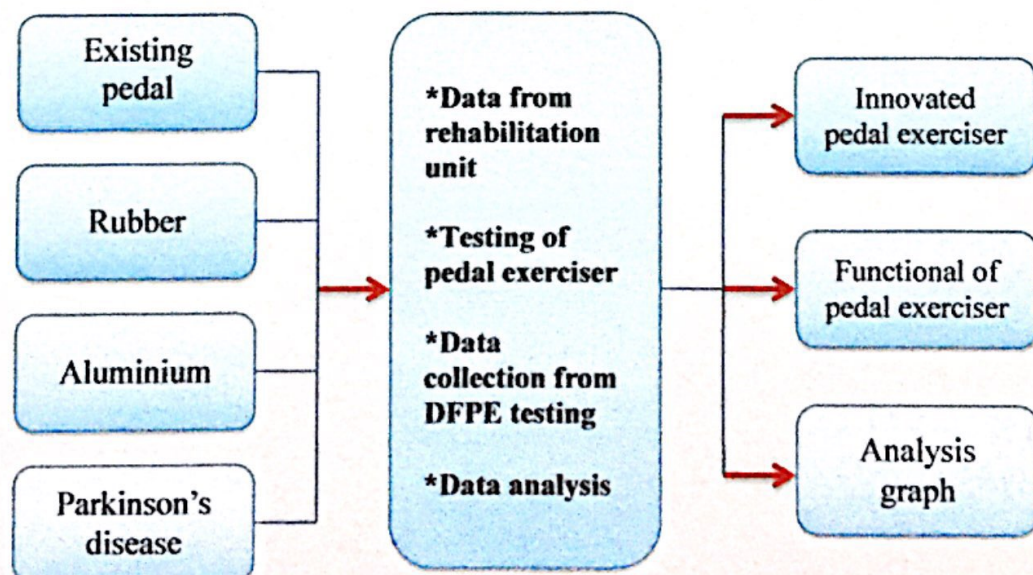 Existing
pedal
Rubber
Aluminium
Parkinson's
disease
*Data from
rehabilitation
unit
*Testing of
pedal exerciser
*Data
collection from
DFPE testing
*Data analysis
Innovated
pedal exerciser
Functional of
pedal exerciser
Analysis
graph